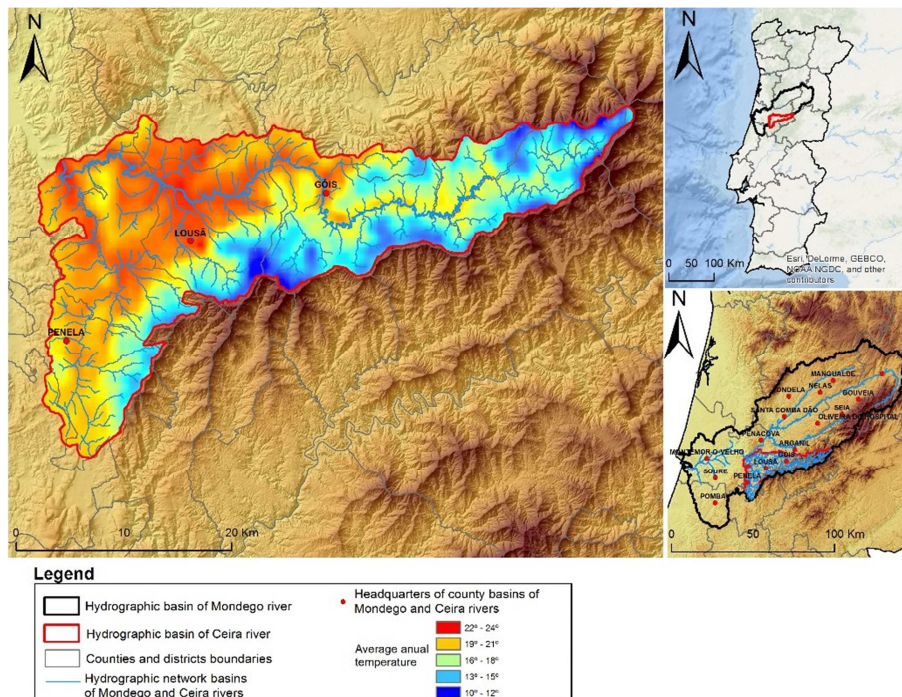 N
GÓIS
LOUSÃ
PENELA
0
10
20 Km
N
0 50 100 Km
Esri, DeLorme, GEBCO,
NOAA NGDC, and other
contributors
N
MANGUALDE
NELAS
TONDELA
GOUVEIA
SANTA COMBA DÃO
SEIA
OLIVEIRA DO HOSPITAL
PENACOVA
ARGANIL
MONTEMOR-O-VELHO
GÓIS
LOUSÃ
SOURE
PENELA
POMBAL
0
50
100 Km
Legend
Hydrographic basin of Mondego river
Hydrographic basin of Ceira river
Counties and districts boundaries
Hydrographic network basins
of Mondego and Ceira rivers
Headquarters of county basins of
Mondego and Ceira rivers
Average anual
temperature
22º - 24º
19º - 21º
16º - 18º
13º - 15º
10º - 12º